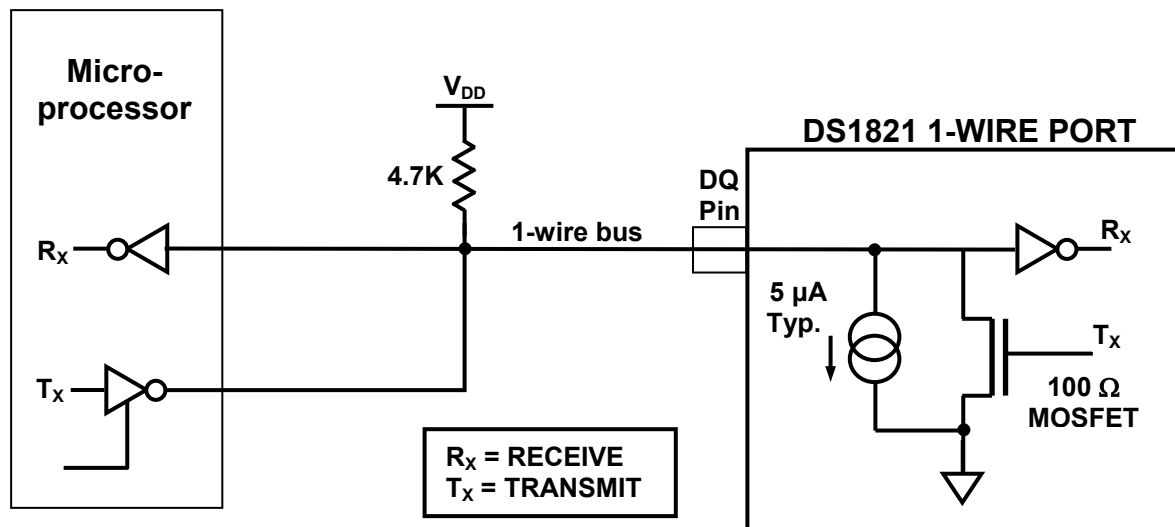 Micro-
processor
V_DD
4.7K
DS1821 1-WIRE PORT
DQ
Pin
1-wire bus
R_X
R_X
5 µA
Typ.
T_X
T_X
100 Ω
MOSFET
R_X = RECEIVE
T_X = TRANSMIT